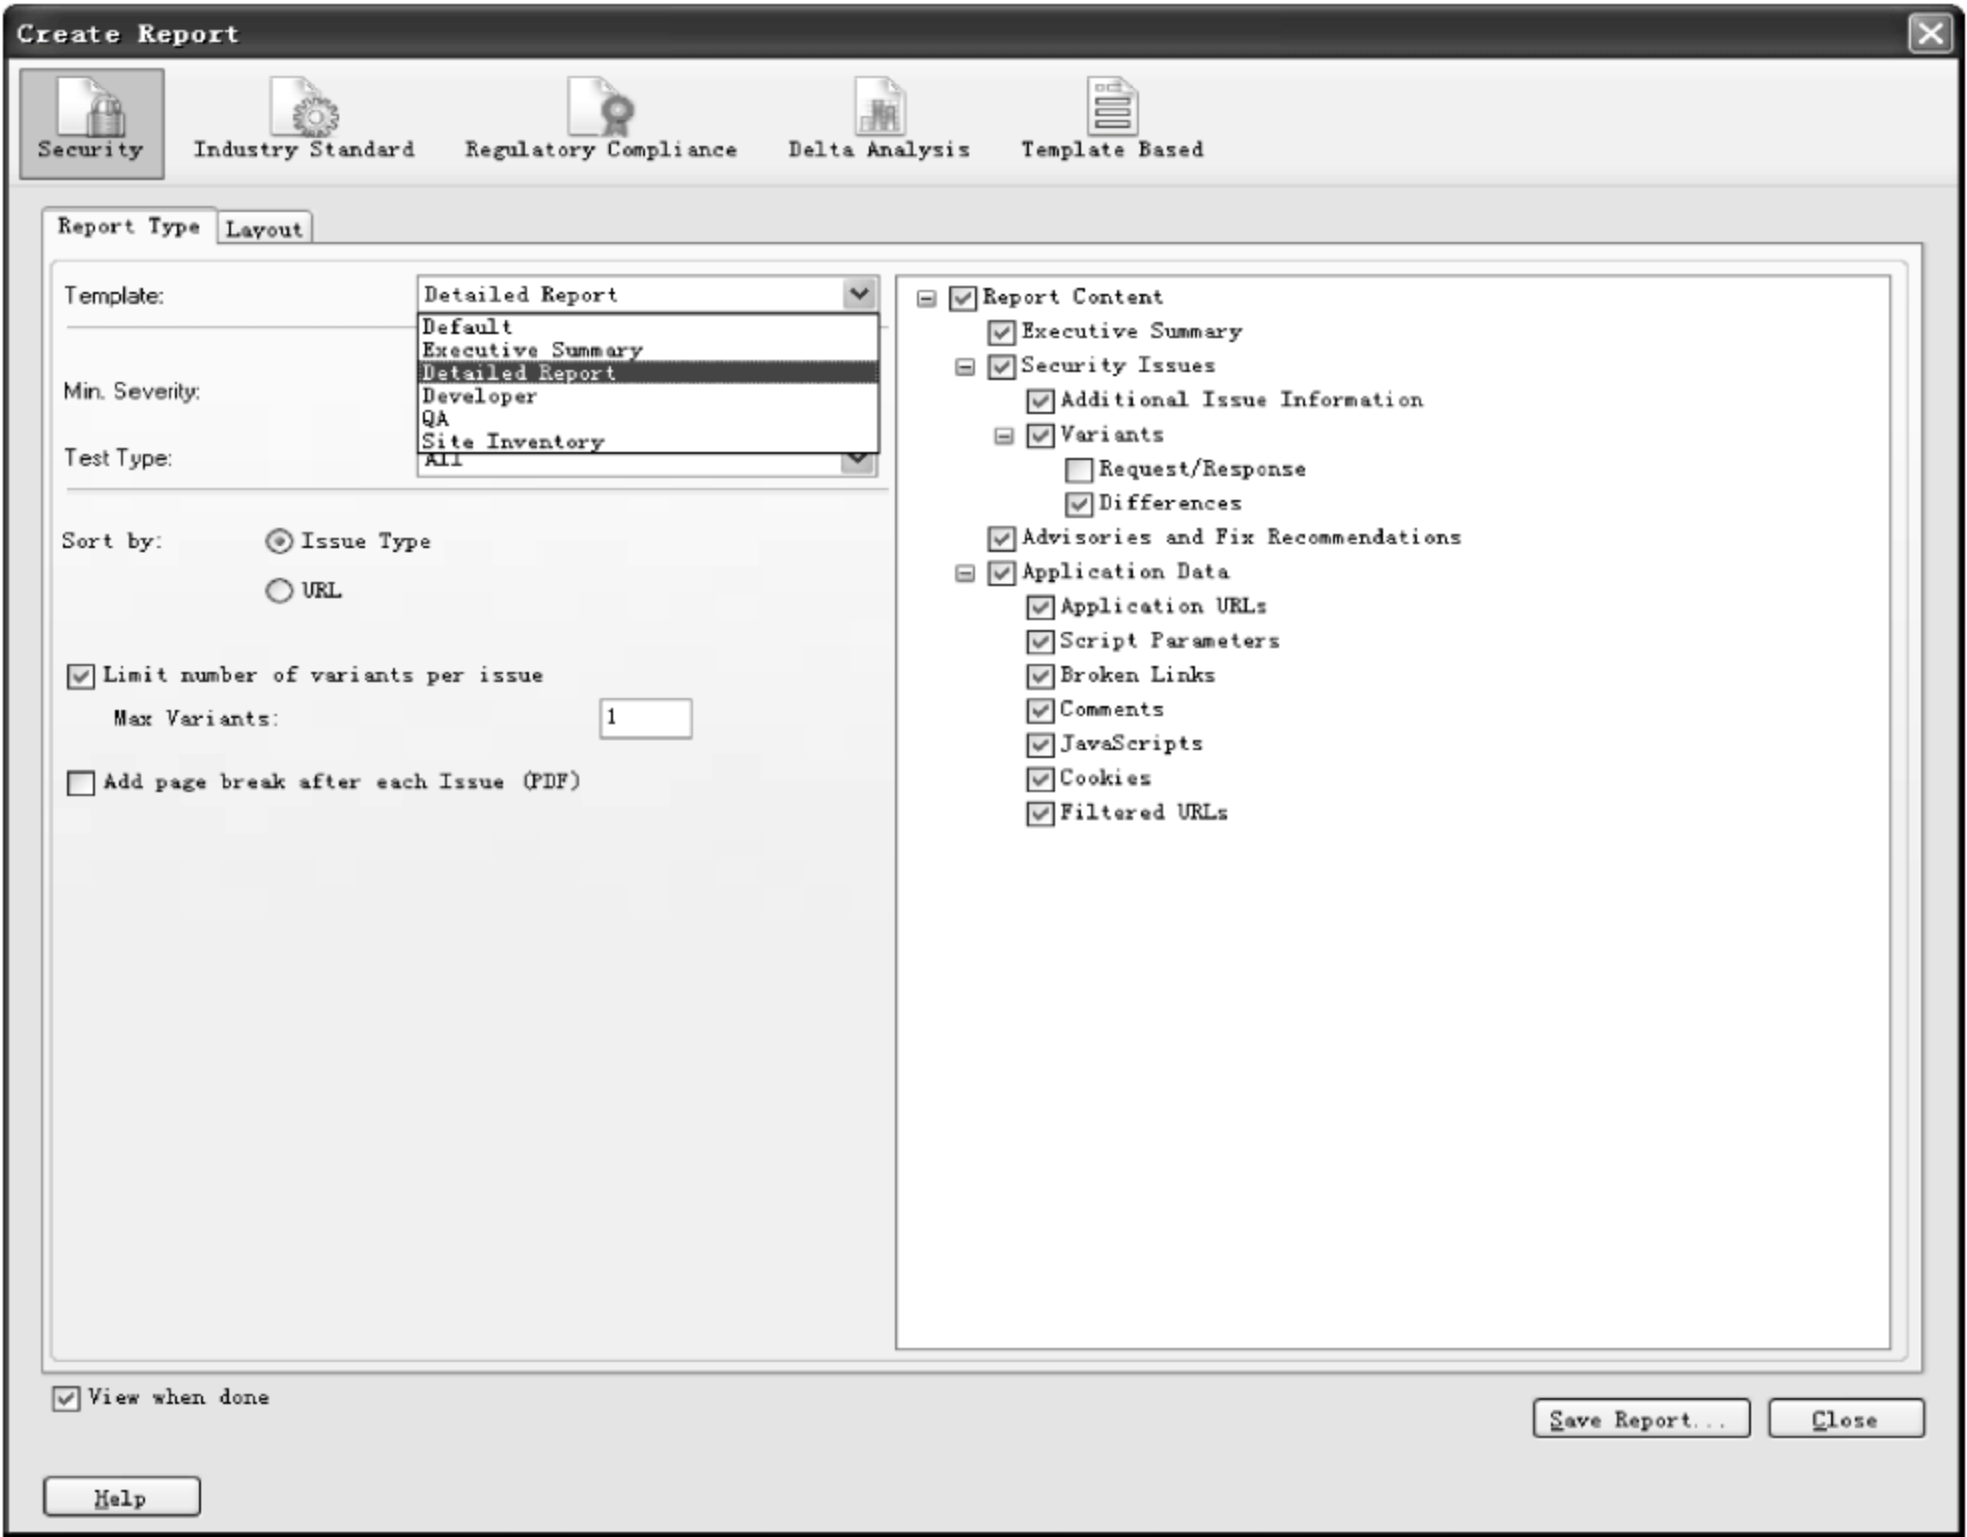 Create Report
Security
Industry Standard
Regulatory Compliance
Delta Analysis
Template Based
Report Type
Layout
Template:
Detailed Report
Default
Executive Summary
Detailed Report
Developer
QA
Site Inventory
Min. Severity:
Test Type:
All
Sort by:
Issue Type
URL
Limit number of variants per issue
Max Variants:
1
Add page break after each Issue (PDF)
Report Content
Executive Summary
Security Issues
Additional Issue Information
Variants
Request/Response
Differences
Advisories and Fix Recommendations
Application Data
Application URLs
Script Parameters
Broken Links
Comments
JavaScripts
Cookies
Filtered URLs
View when done
Save Report...
Close
Help